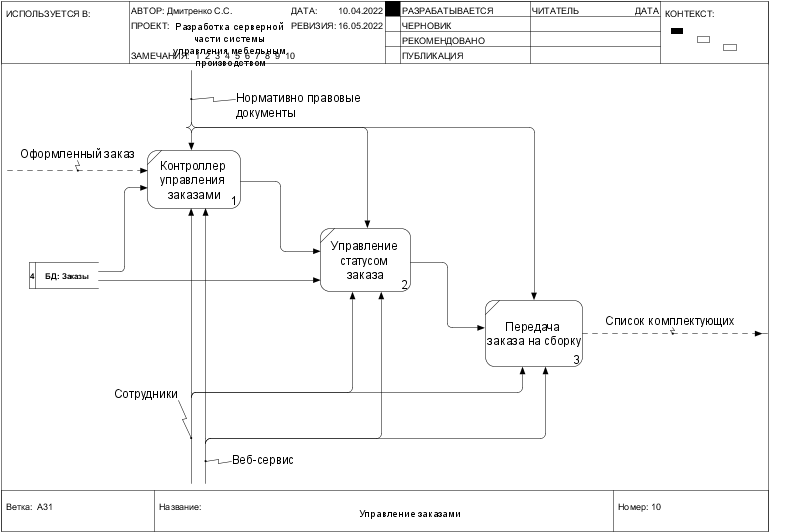 ИСПОЛЬЗУЕТСЯ В:
АВТОР: Дмитренко С.С.
ДАТА: 10.04.2022
РАЗРАБАТЫВАЕТСЯ
ЧИТАТЕЛЬ
ДАТА
КОНТЕКСТ:
ПРОЕКТ: Разработка серверной
части системы
управления мебельным
производством
РЕВИЗИЯ: 16.05.2022
ЧЕРНОВИК
РЕКОМЕНДОВАНО
ЗАМЕЧАНИЯ: 1 2 3 4 5 6 7 8 9 10
ПУБЛИКАЦИЯ
Нормативно правовые
документы
Оформленный заказ
Контроллер
управления
заказами
1
Управление
статусом
заказа
2
4 БД: Заказы
Передача
заказа на сборку
3
Список комплектующих
Сотрудники
Веб-сервис
Ветка: А31
Название:
Управление заказами
Номер: 10